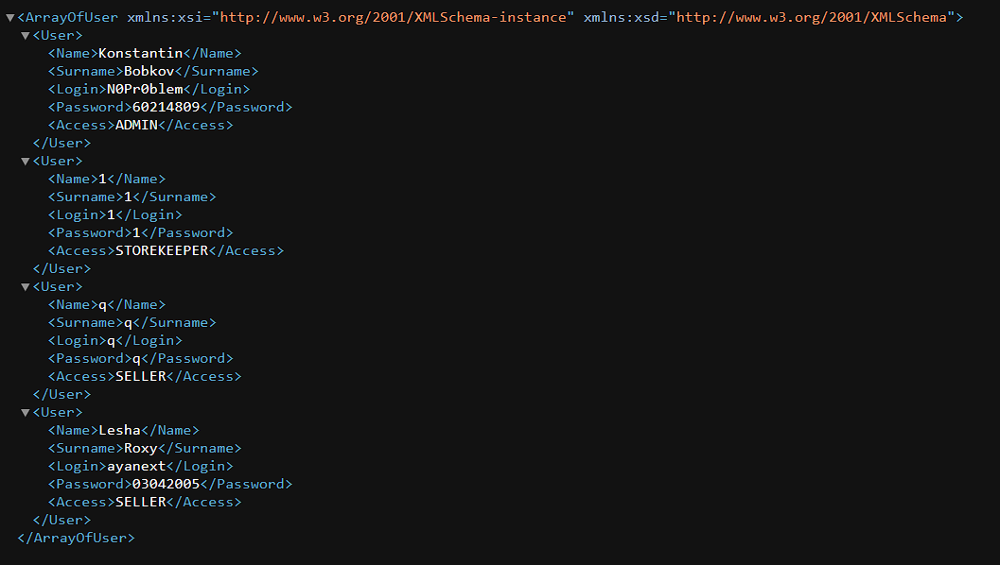 <ArrayOfUser xmlns:xsi="http://www.w3.org/2001/XMLSchema-instance" xmlns:xsd="http://www.w3.org/2001/XMLSchema">
<User>
<Name>Konstantin</Name>
<Surname>Bobkov</Surname>
<Login>N0Pr0blem</Login>
<Password>60214809</Password>
<Access>ADMIN</Access>
</User>
<User>
<Name>1</Name>
<Surname>1</Surname>
<Login>1</Login>
<Password>1</Password>
<Access>STOREKEEPER</Access>
</User>
<User>
<Name>q</Name>
<Surname>q</Surname>
<Login>q</Login>
<Password>q</Password>
<Access>SELLER</Access>
</User>
<User>
<Name>Lesha</Name>
<Surname>Roxy</Surname>
<Login>ayanext</Login>
<Password>03042005</Password>
<Access>SELLER</Access>
</User>
</ArrayOfUser>